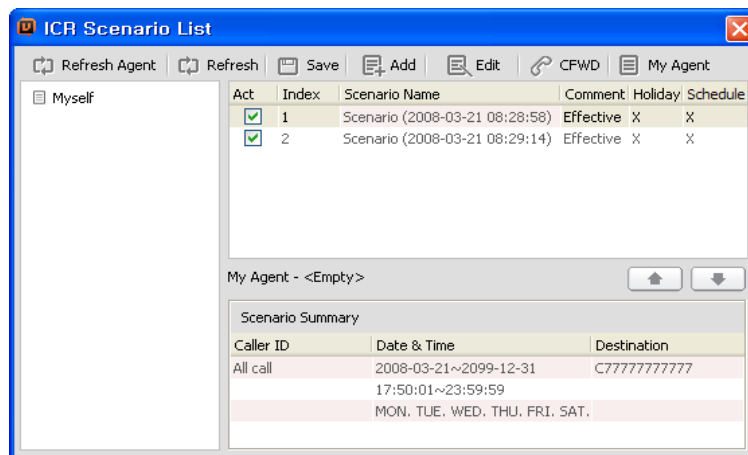 ICR Scenario List
Refresh Agent Refresh Save Add Edit CFWD My Agent
Myself
Act Index Scenario Name Comment Holiday Schedule
1 Scenario (2008-03-21 08:28:58) Effective X X
2 Scenario (2008-03-21 08:29:14) Effective X X
My Agent - <Empty>
Scenario Summary
Caller ID Date & Time Destination
All call 2008-03-21~2099-12-31 C77777777777
17:50:01~23:59:59
MON. TUE. WED. THU. FRI. SAT.